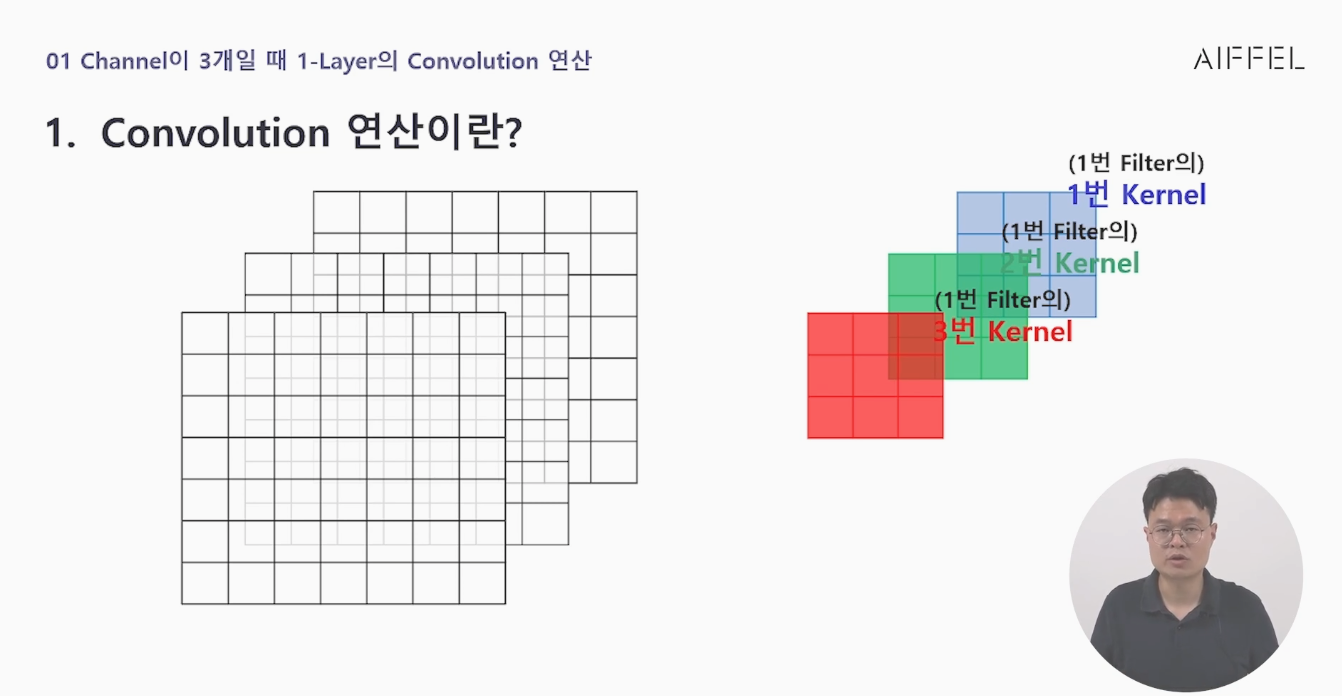 01 Channel이 3개일 때 1-Layer의 Convolution 연산
AIFFEL
1. Convolution 연산이란?
(1번 Filter의)
1번 Kernel
(1번 Filter의)
2번 Kernel
(1번 Filter의)
3번 Kernel